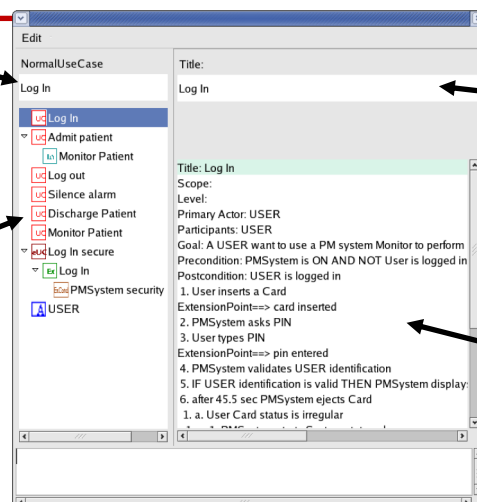 Edit
NormalUseCase
Title:
Log In
Log In
UC Log In
UC Admit patient
In Monitor Patient
UC Log out
UC Silence alarm
UC Discharge Patient
UC Monitor Patient
eUC Log In secure
Ex Log In
ExCond PMSystem security
A USER
Title: Log In
Scope:
Level:
Primary Actor: USER
Participants: USER
Goal: A USER want to use a PM system Monitor to perform
Precondition: PMSystem is ON AND NOT User is logged in
Postcondition: USER is logged in
1. User inserts a Card
ExtensionPoint==> card inserted
2. PMSystem asks PIN
3. User types PIN
ExtensionPoint==> pin entered
4. PMSystem validates USER identification
5. IF USER identification is valid THEN PMSystem display
6. after 45.5 sec PMSystem ejects Card
1. a. User Card status is irregular